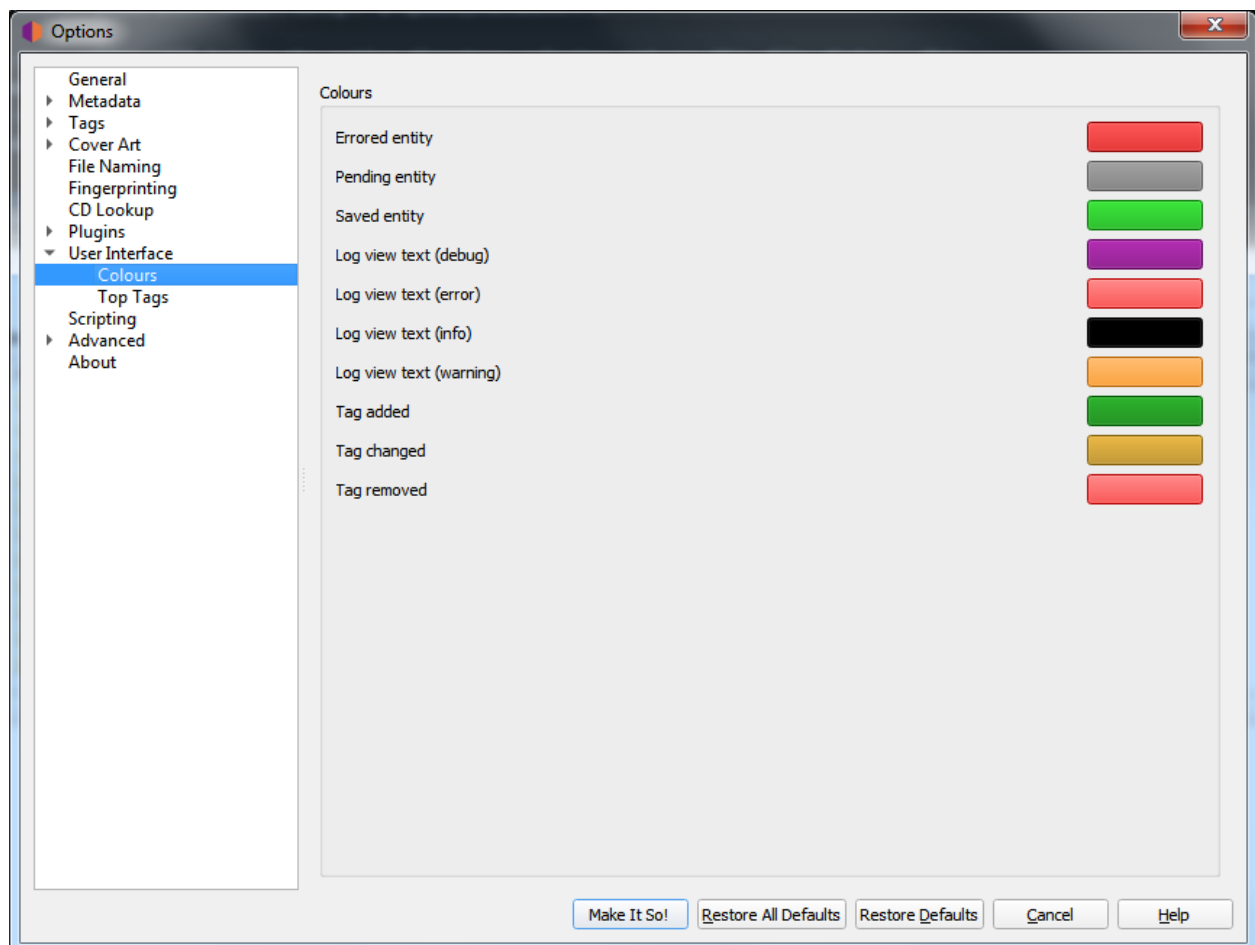 Options
General
Metadata
Tags
Cover Art
File Naming
Fingerprinting
CD Lookup
Plugins
User Interface
Colours
Top Tags
Scripting
Advanced
About
Colours
Errored entity
Pending entity
Saved entity
Log view text (debug)
Log view text (error)
Log view text (info)
Log view text (warning)
Tag added
Tag changed
Tag removed
Make It So! Restore All Defaults Restore Defaults Cancel Help